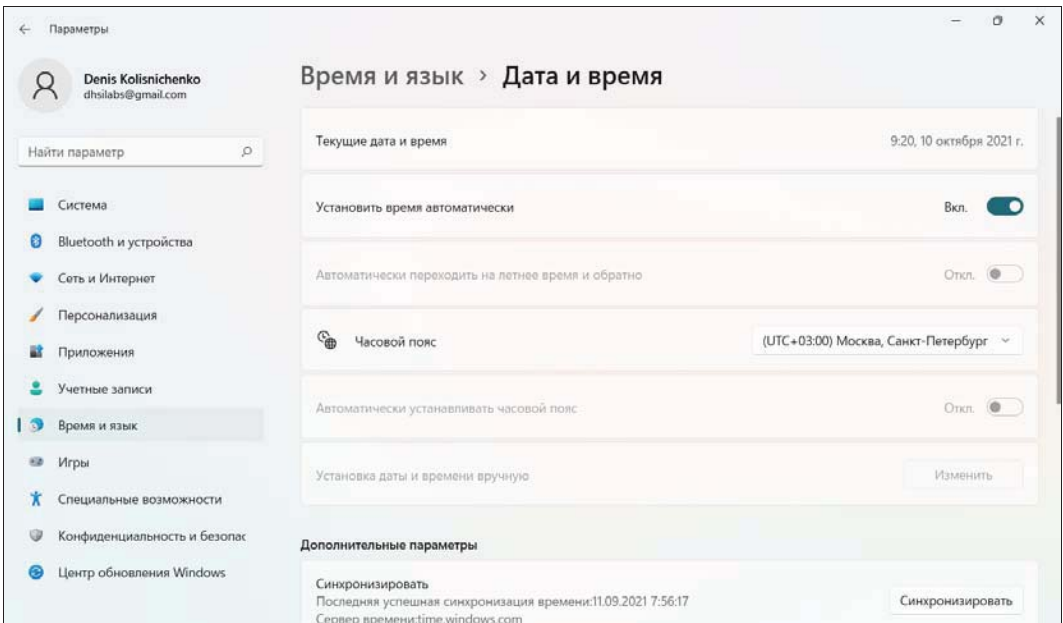 Параметры
Denis Kolisnichenko
dhsilabs@gmail.com
Найти параметр
Система
Bluetooth и устройства
Сеть и Интернет
Персонализация
Приложения
Учетные записи
Время и язык
Игры
Специальные возможности
Конфиденциальность и безопас
Центр обновления Windows
Время и язык › Дата и время
Текущие дата и время 9:20, 10 октября 2021 г.
Установить время автоматически Вкл.
Автоматически переходить на летнее время и обратно Откл.
Часовой пояс (UTC+03:00) Москва, Санкт-Петербург
Автоматически устанавливать часовой пояс Откл.
Установка даты и времени вручную Изменить
Дополнительные параметры
Синхронизировать
Последняя успешная синхронизация времени:11.09.2021 7:56:17
Синхронизировать
Сервер времени:time.windows.com